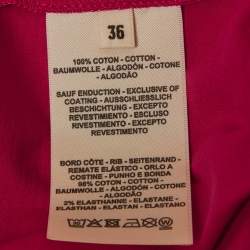 36
100% COTON - COTTON -
BAUMWOLLE - ALGODÓN - COTONE
- ALGODÃO
SAUF ENDUCTION - EXCLUSIVE OF
COATING - AUSSCHLIESSLICH
BESCHICHTUNG - EXCEPTO
REVESTIMIENTO - ESCLUSO
RIVESTIMENTO - EXCEPTO
REVESTIMENTO
BORD CÔTE - RIB - SEITENRAND -
REMATE ELÁSTICO - ORLO A
COSTINE - PUNHO E BORDA
98% COTON - COTTON -
BAUMWOLLE - ALGODÓN - COTONE
- ALGODÃO
2% ELASTHANNE - ELASTANE -
ELASTHAN - ELASTAN - ELASTANO